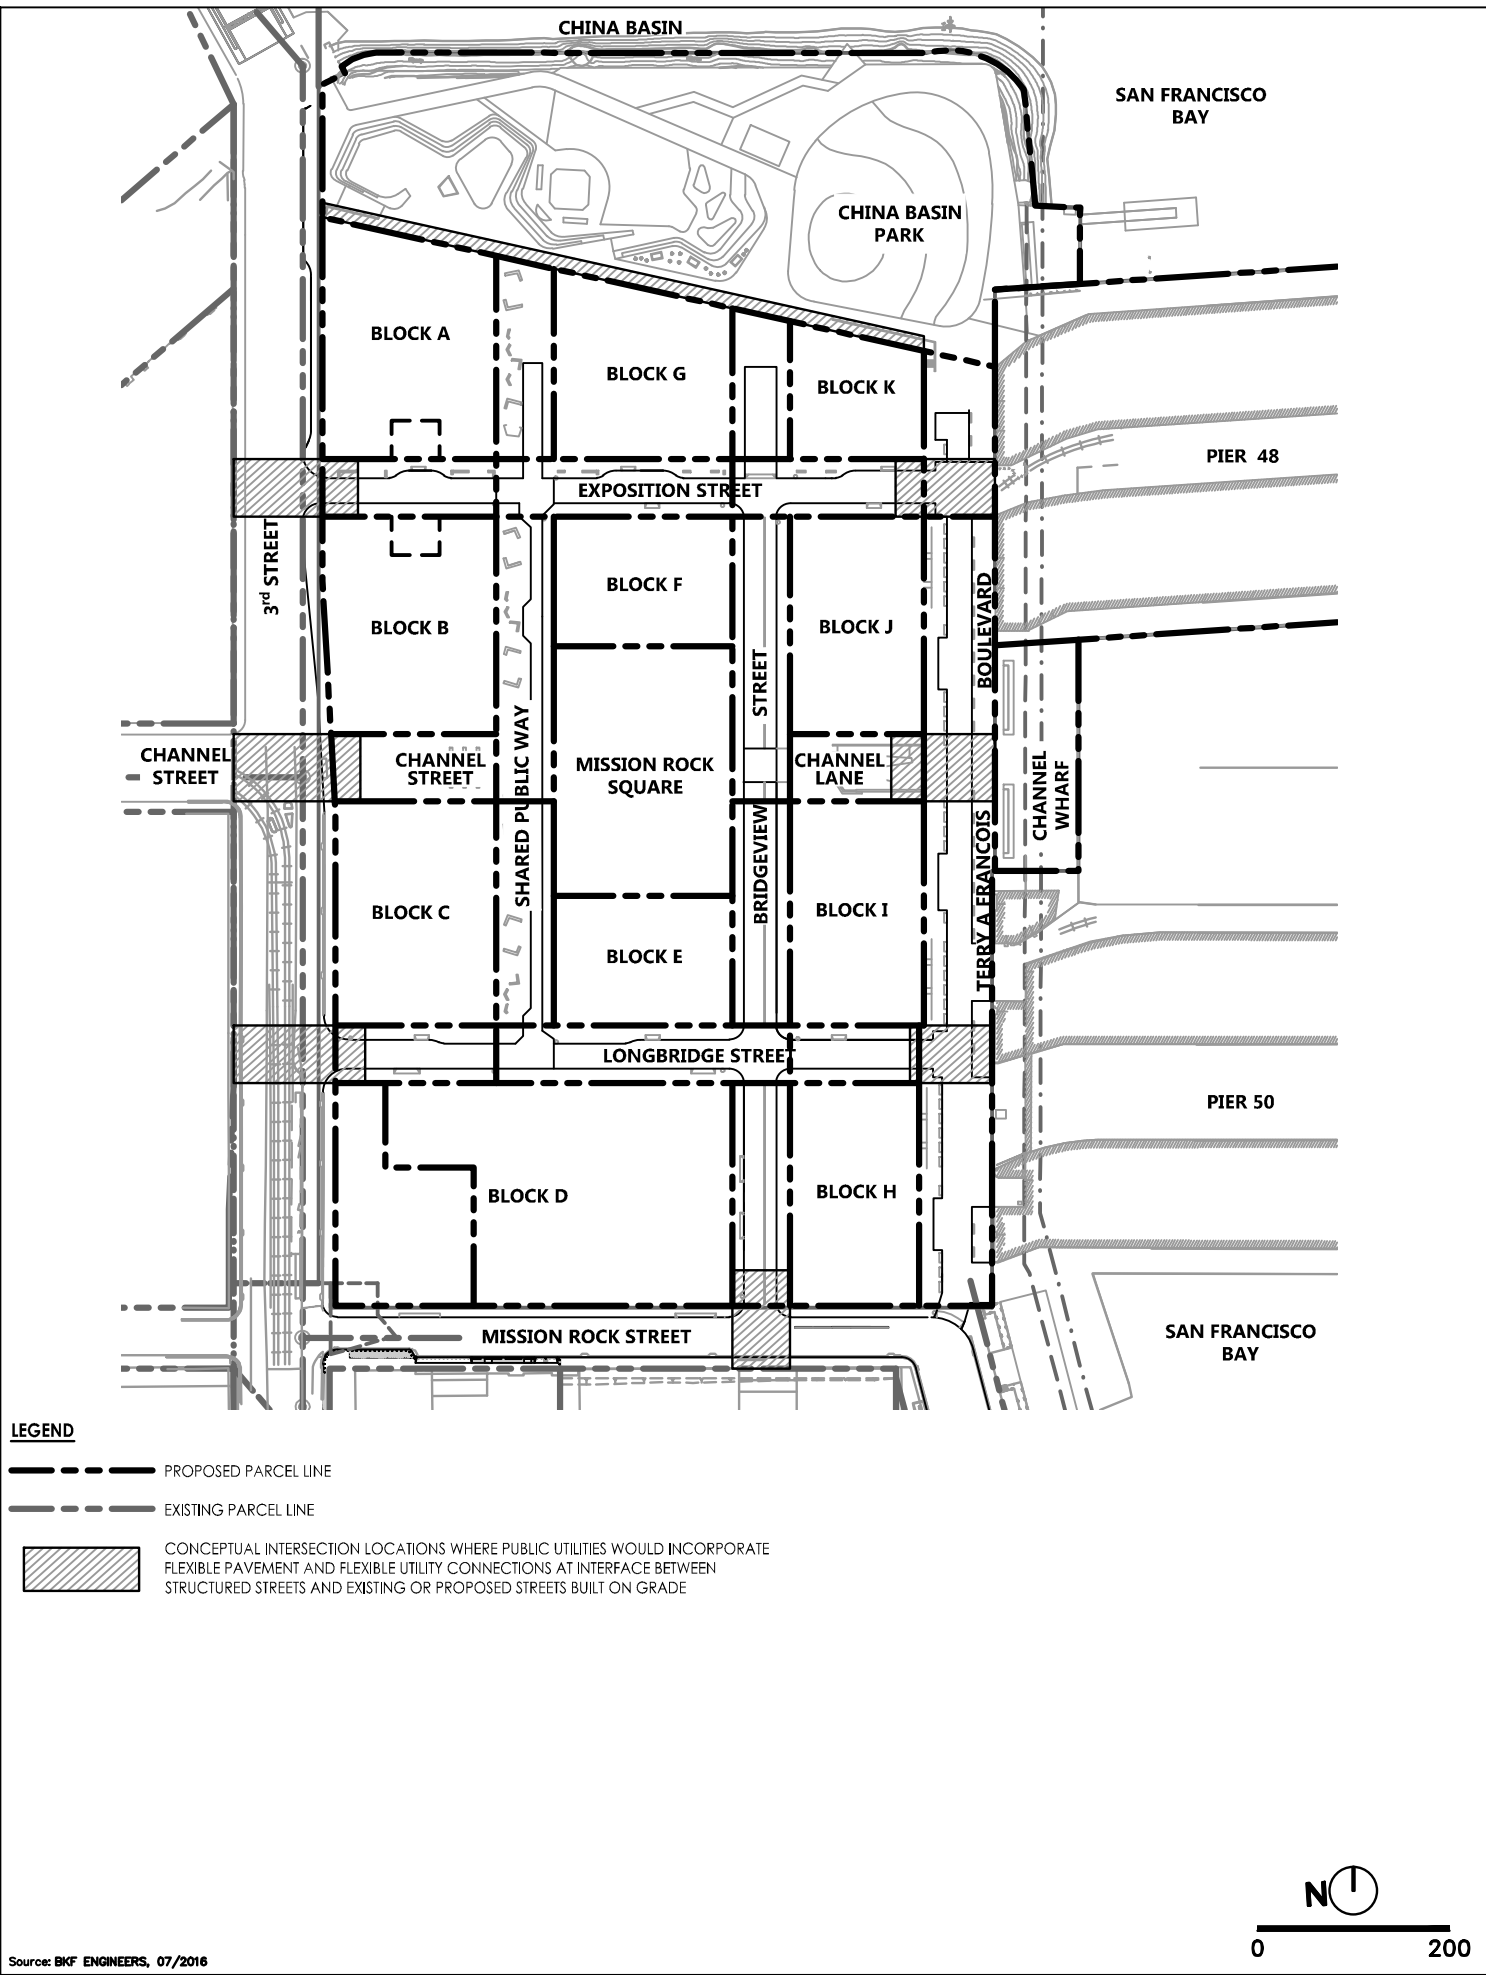 CHINA BASIN
SAN FRANCISCO
BAY
CHINA BASIN
PARK
BLOCK A
BLOCK G
BLOCK K
PIER 48
EXPOSITION STREET
3rd STREET
BLOCK B
BLOCK F
BLOCK J
BOULEVARD
STREET
CHANNEL
STREET
CHANNEL
STREET
SHARED PUBLIC WAY
MISSION ROCK
SQUARE
CHANNEL
LANE
CHANNEL
WHARF
BRIDGEVIEW
TERRY A FRANCOIS
BLOCK C
BLOCK I
BLOCK E
LONGBRIDGE STREET
PIER 50
BLOCK D
BLOCK H
MISSION ROCK STREET
SAN FRANCISCO
BAY
LEGEND
PROPOSED PARCEL LINE
EXISTING PARCEL LINE
CONCEPTUAL INTERSECTION LOCATIONS WHERE PUBLIC UTILITIES WOULD INCORPORATE
FLEXIBLE PAVEMENT AND FLEXIBLE UTILITY CONNECTIONS AT INTERFACE BETWEEN
STRUCTURED STREETS AND EXISTING OR PROPOSED STREETS BUILT ON GRADE
N
0 200
Source: BKF ENGINEERS, 07/2016